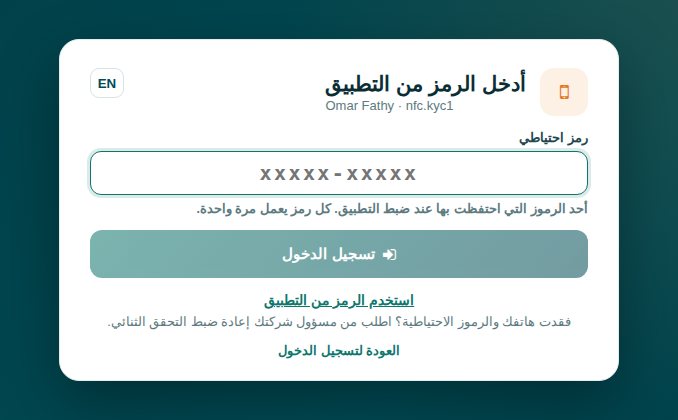 أدخل الرمز من التطبيق
EN
Omar Fathy · nfc.kyc1
رمز احتياطي
xxxxx-xxxxx
أحد الرموز التي احتفظت بها عند ضبط التطبيق. كل رمز يعمل مرة واحدة.
تسجيل الدخول
استخدم الرمز من التطبيق
فقدت هاتفك والرموز الاحتياطية؟ اطلب من مسؤول شركتك إعادة ضبط التحقق الثنائي.
العودة لتسجيل الدخول